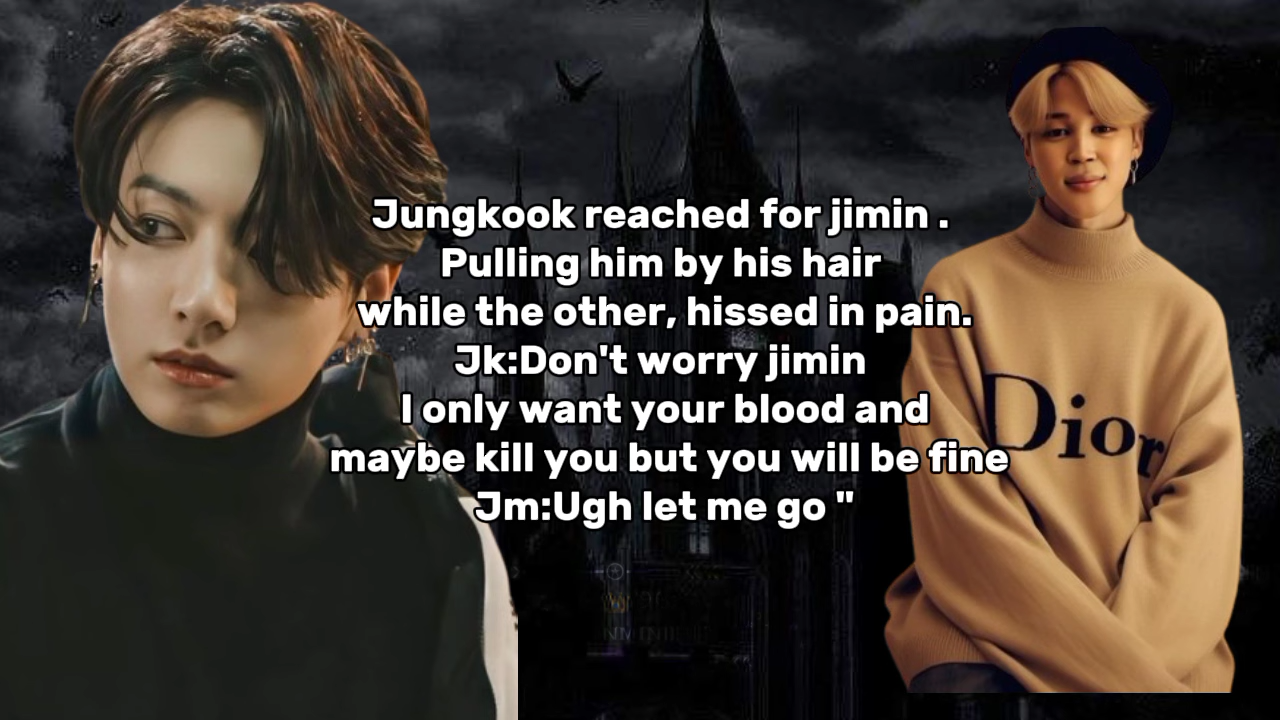 Jungkook reached for jimin .
Pulling him by his hair
while the other, hissed in pain.
Jk:Don't worry jimin
I only want your blood and
maybe kill you but you will be fine
Jm:Ugh let me go "
Dior